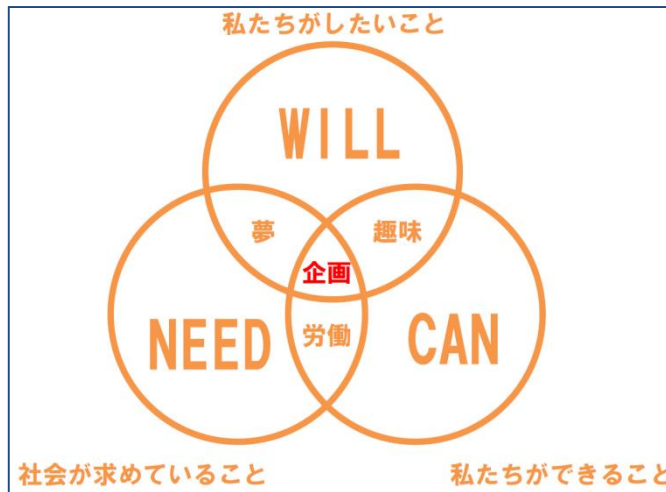 私たちがしたいこと
WILL
夢
趣味
企画
NEED
労働
CAN
社会が求めていること
私たちができること